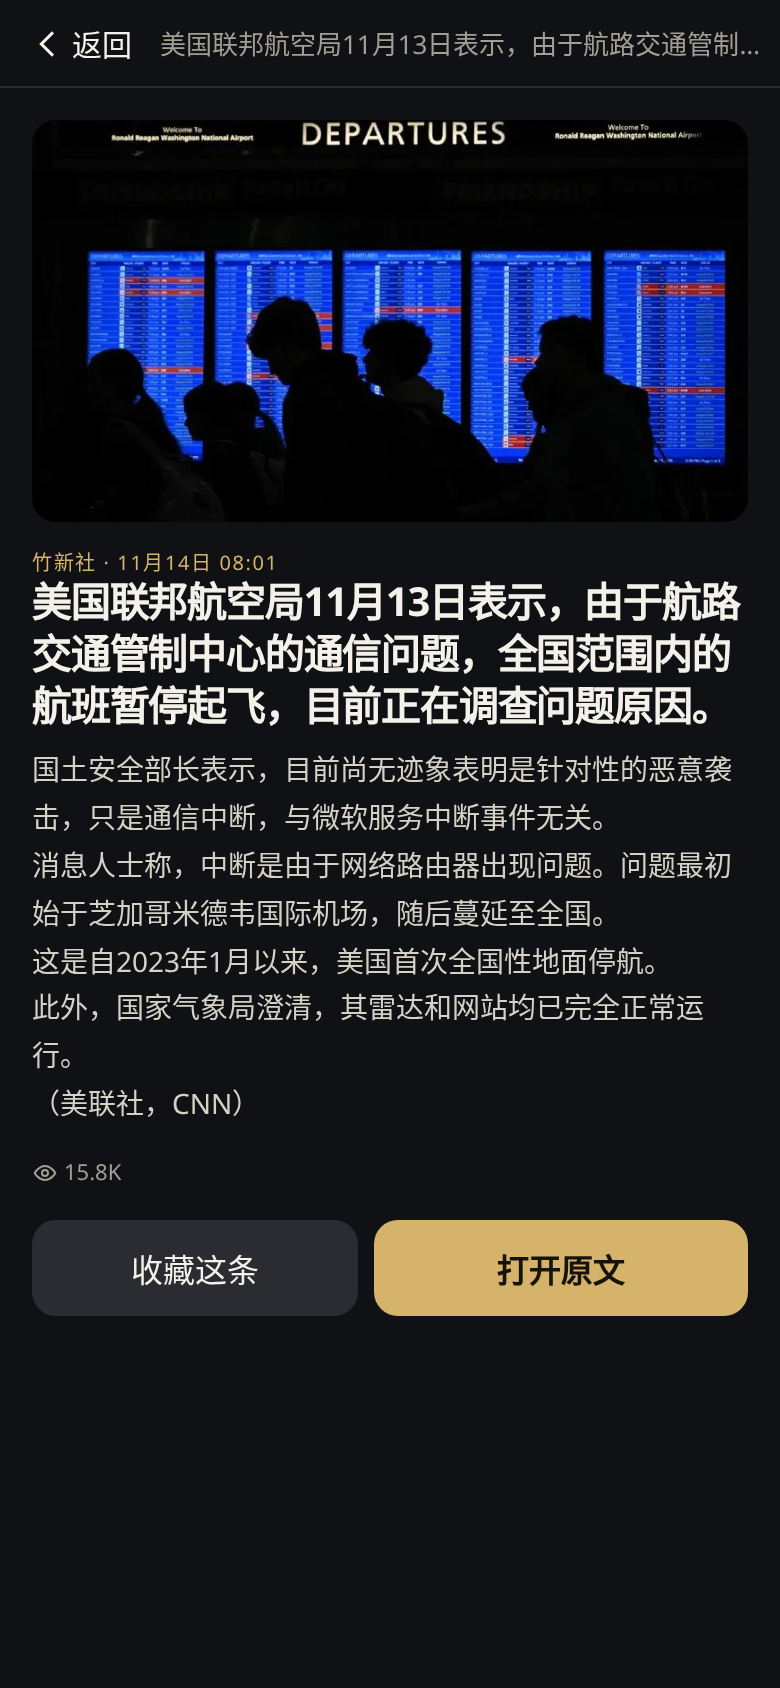 返回
美国联邦航空局11月13日表示，由于航路交通管制...
Welcome To
Ronald Reagan Washington National Airport
DEPARTURES
Welcome To
Ronald Reagan Washington National Airport
竹新社 · 11月14日 08:01
美国联邦航空局11月13日表示，由于航路
交通管制中心的通信问题，全国范围内的
航班暂停起飞，目前正在调查问题原因。
国土安全部长表示，目前尚无迹象表明是针对性的恶意袭
击，只是通信中断，与微软服务中断事件无关。
消息人士称，中断是由于网络路由器出现问题。问题最初
始于芝加哥米德韦国际机场，随后蔓延至全国。
这是自2023年1月以来，美国首次全国性地面停航。
此外，国家气象局澄清，其雷达和网站均已完全正常运
行。
（美联社，CNN）
15.8K
收藏这条
打开原文